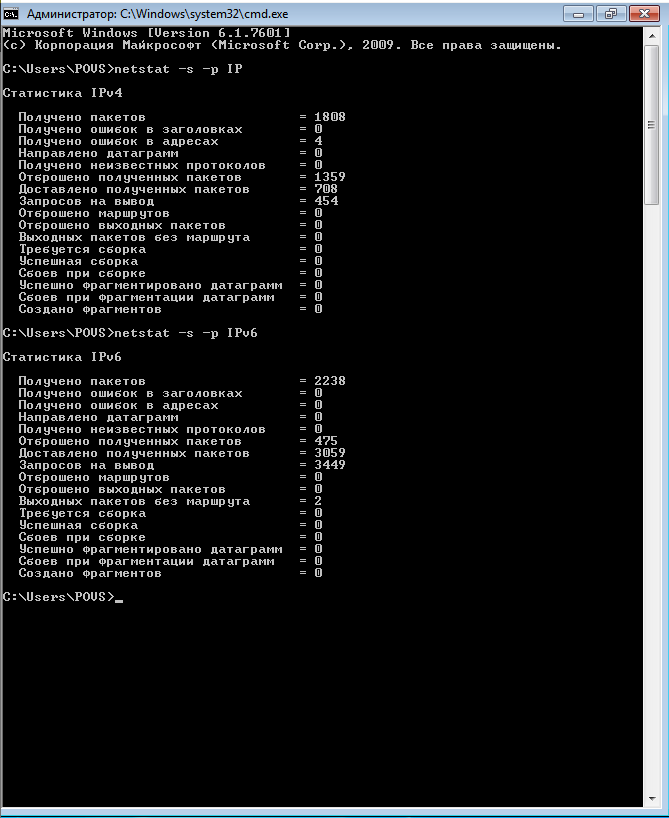 Администратор: C:\Windows\system32\cmd.exe
Microsoft Windows [Version 6.1.7601]
(c) Корпорация Майкрософт (Microsoft Corp.), 2009. Все права защищены.
C:\Users\POVS>netstat -s -p IP
Статистика IPv4
Получено пакетов = 1808
Получено ошибок в заголовках = 0
Получено ошибок в адресах = 4
Направлено датаграмм = 0
Получено неизвестных протоколов = 0
Отброшено полученных пакетов = 1359
Доставлено полученных пакетов = 708
Запросов на вывод = 454
Отброшено маршрутов = 0
Отброшено выходных пакетов = 0
Выходных пакетов без маршрута = 0
Требуется сборка = 0
Успешная сборка = 0
Сбоев при сборке = 0
Успешно фрагментировано датаграмм = 0
Сбоев при фрагментации датаграмм = 0
Создано фрагментов = 0
C:\Users\POVS>netstat -s -p IPv6
Статистика IPv6
Получено пакетов = 2238
Получено ошибок в заголовках = 0
Получено ошибок в адресах = 0
Направлено датаграмм = 0
Получено неизвестных протоколов = 0
Отброшено полученных пакетов = 475
Доставлено полученных пакетов = 3059
Запросов на вывод = 3449
Отброшено маршрутов = 0
Отброшено выходных пакетов = 0
Выходных пакетов без маршрута = 2
Требуется сборка = 0
Успешная сборка = 0
Сбоев при сборке = 0
Успешно фрагментировано датаграмм = 0
Сбоев при фрагментации датаграмм = 0
Создано фрагментов = 0
C:\Users\POVS>_